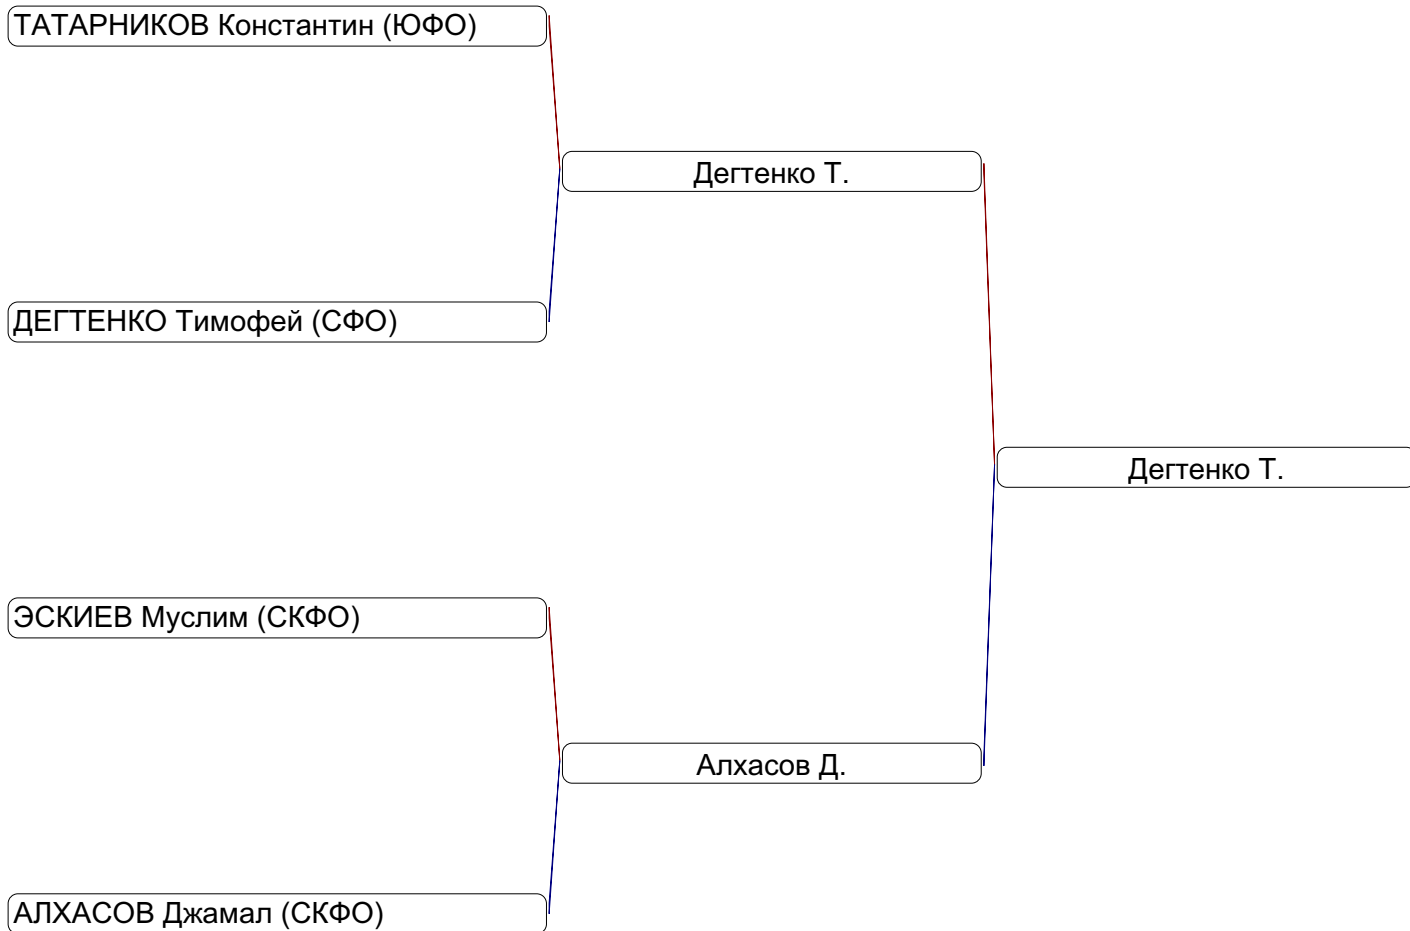 ТАТАРНИКОВ Константин (ЮФО)
Дегтенко Т.
ДЕГТЕНКО Тимофей (СФО)
Дегтенко Т.
ЭСКИЕВ Муслим (СКФО)
Алхасов Д.
АЛХАСОВ Джамал (СКФО)